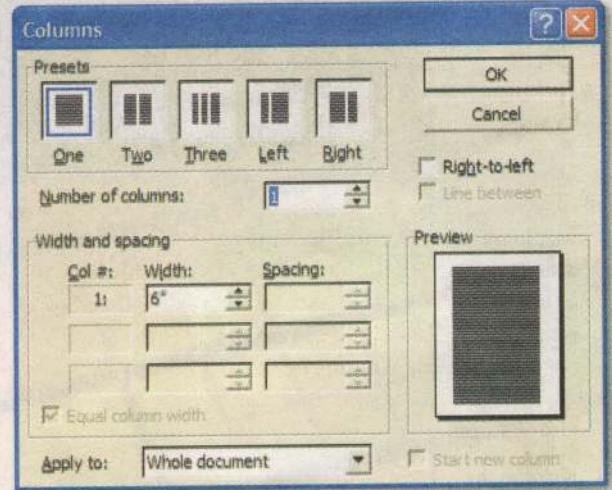 Columns
Presets
One Two Three Left Right
OK
Cancel
Right-to-left
Line between
Number of columns: 1
Width and spacing
Col #: Width: Spacing:
1: 6"
Equal column width
Preview
Apply to: Whole document
Start new column